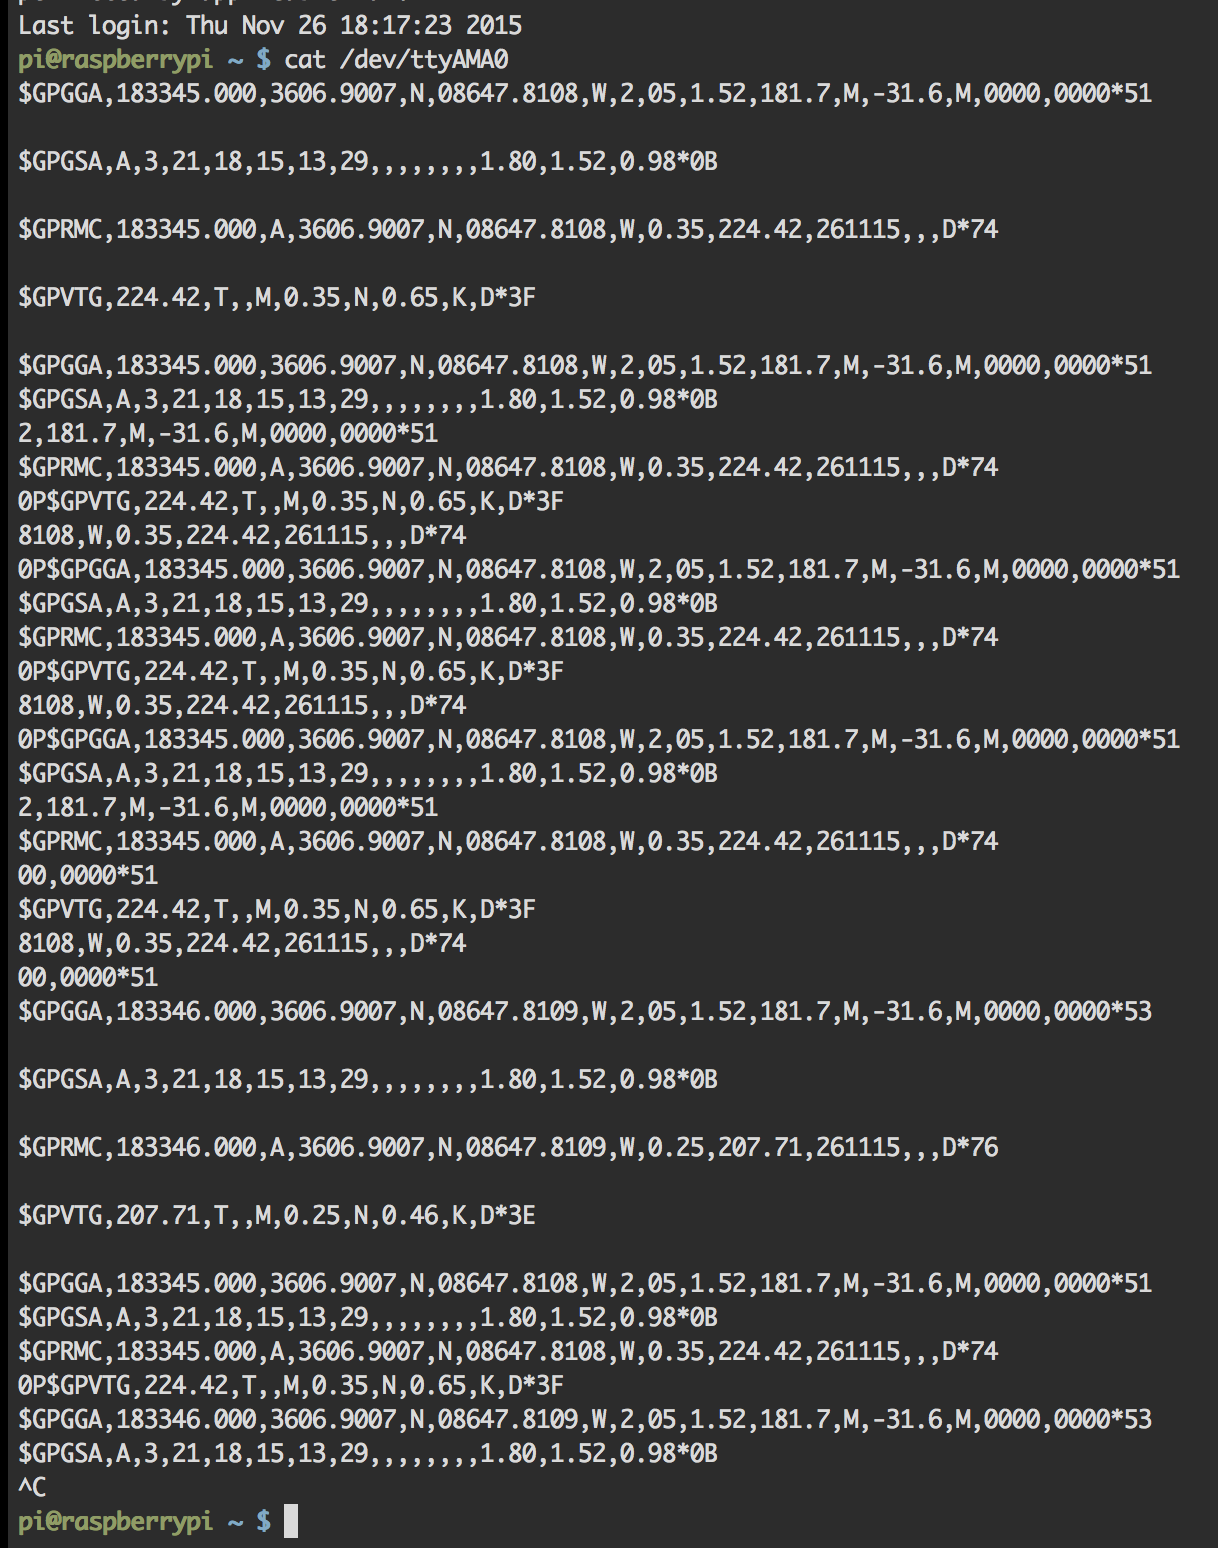 Last login: Thu Nov 26 18:17:23 2015
pi@raspberrypi ~ $ cat /dev/ttyAMA0
$GPGGA,183345.000,3606.9007,N,08647.8108,W,2,05,1.52,181.7,M,-31.6,M,0000,0000*51
$GPGSA,A,3,21,18,15,13,29,,,,,,,,1.80,1.52,0.98*0B
$GPRMC,183345.000,A,3606.9007,N,08647.8108,W,0.35,224.42,261115,,,D*74
$GPVTG,224.42,T,,M,0.35,N,0.65,K,D*3F
$GPGGA,183345.000,3606.9007,N,08647.8108,W,2,05,1.52,181.7,M,-31.6,M,0000,0000*51
$GPGSA,A,3,21,18,15,13,29,,,,,,,,1.80,1.52,0.98*0B
2,181.7,M,-31.6,M,0000,0000*51
$GPRMC,183345.000,A,3606.9007,N,08647.8108,W,0.35,224.42,261115,,,D*74
0P$GPVTG,224.42,T,,M,0.35,N,0.65,K,D*3F
8108,W,0.35,224.42,261115,,,D*74
0P$GPGGA,183345.000,3606.9007,N,08647.8108,W,2,05,1.52,181.7,M,-31.6,M,0000,0000*51
$GPGSA,A,3,21,18,15,13,29,,,,,,,,1.80,1.52,0.98*0B
$GPRMC,183345.000,A,3606.9007,N,08647.8108,W,0.35,224.42,261115,,,D*74
0P$GPVTG,224.42,T,,M,0.35,N,0.65,K,D*3F
8108,W,0.35,224.42,261115,,,D*74
0P$GPGGA,183345.000,3606.9007,N,08647.8108,W,2,05,1.52,181.7,M,-31.6,M,0000,0000*51
$GPGSA,A,3,21,18,15,13,29,,,,,,,,1.80,1.52,0.98*0B
2,181.7,M,-31.6,M,0000,0000*51
$GPRMC,183345.000,A,3606.9007,N,08647.8108,W,0.35,224.42,261115,,,D*74
00,0000*51
$GPVTG,224.42,T,,M,0.35,N,0.65,K,D*3F
8108,W,0.35,224.42,261115,,,D*74
00,0000*51
$GPGGA,183346.000,3606.9007,N,08647.8109,W,2,05,1.52,181.7,M,-31.6,M,0000,0000*53
$GPGSA,A,3,21,18,15,13,29,,,,,,,,1.80,1.52,0.98*0B
$GPRMC,183346.000,A,3606.9007,N,08647.8109,W,0.25,207.71,261115,,,D*76
$GPVTG,207.71,T,,M,0.25,N,0.46,K,D*3E
$GPGGA,183345.000,3606.9007,N,08647.8108,W,2,05,1.52,181.7,M,-31.6,M,0000,0000*51
$GPGSA,A,3,21,18,15,13,29,,,,,,,,1.80,1.52,0.98*0B
$GPRMC,183345.000,A,3606.9007,N,08647.8108,W,0.35,224.42,261115,,,D*74
0P$GPVTG,224.42,T,,M,0.35,N,0.65,K,D*3F
$GPGGA,183346.000,3606.9007,N,08647.8109,W,2,05,1.52,181.7,M,-31.6,M,0000,0000*53
$GPGSA,A,3,21,18,15,13,29,,,,,,,,1.80,1.52,0.98*0B
^C
pi@raspberrypi ~ $